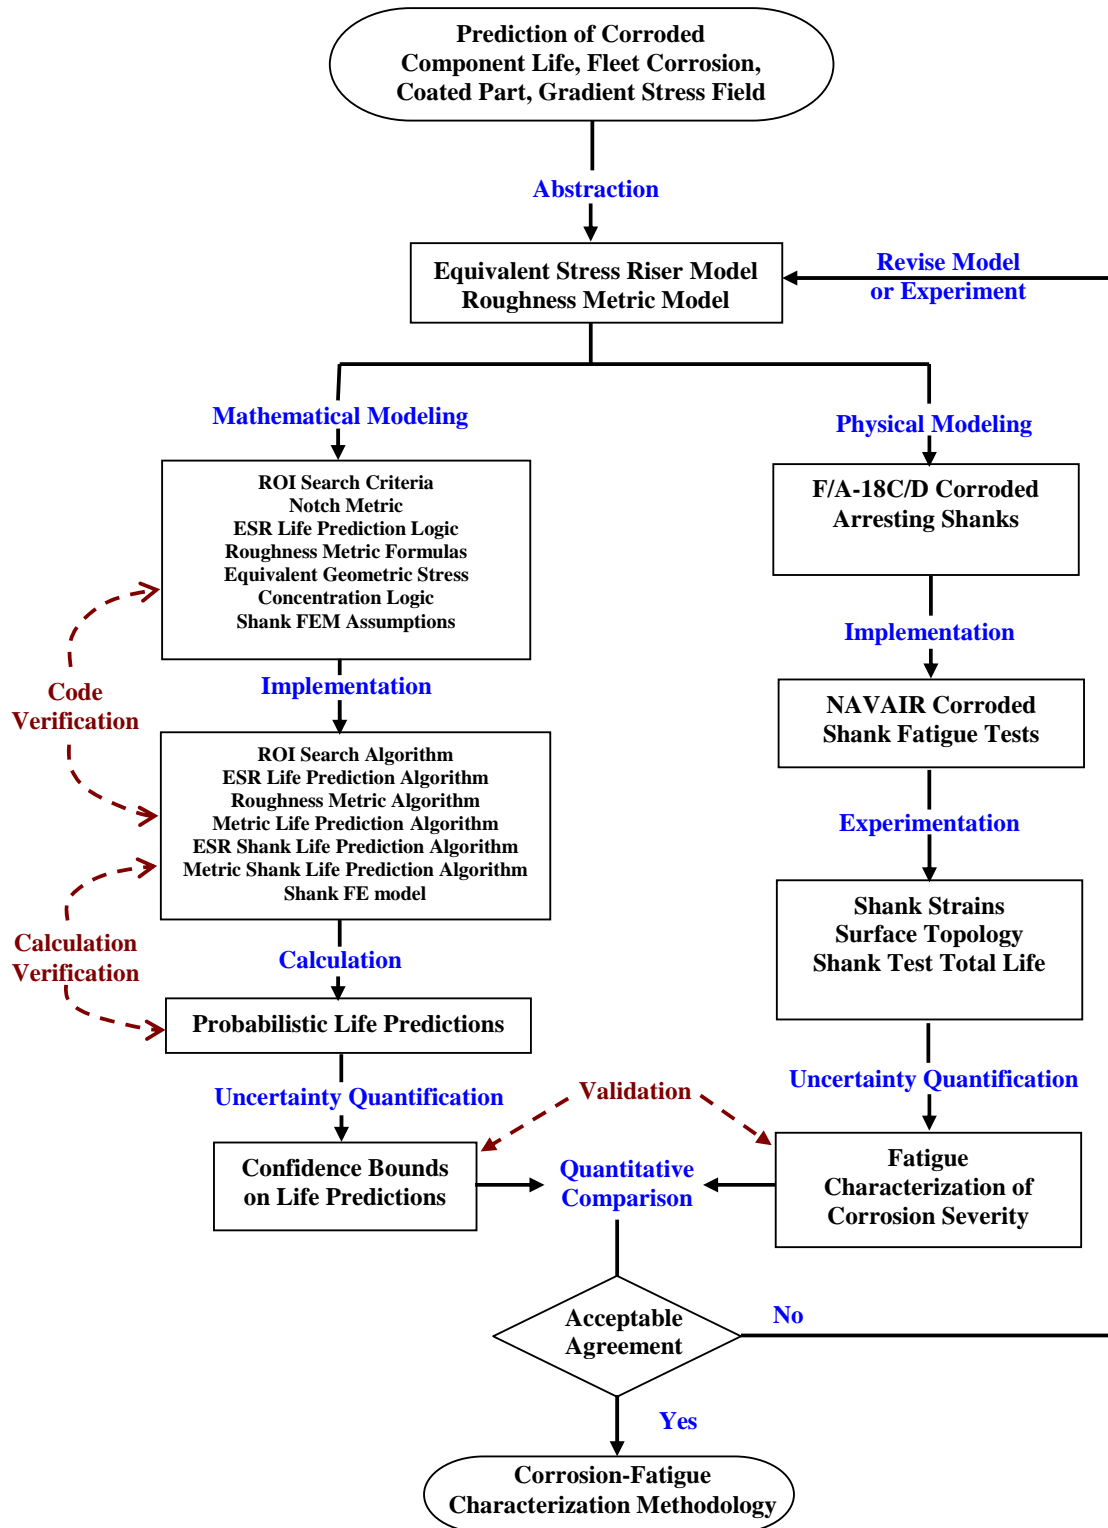 Prediction of Corroded
Component Life, Fleet Corrosion,
Coated Part, Gradient Stress Field
Abstraction
Equivalent Stress Riser Model
Roughness Metric Model
Revise Model
or Experiment
Mathematical Modeling
Physical Modeling
ROI Search Criteria
Notch Metric
ESR Life Prediction Logic
Roughness Metric Formulas
Equivalent Geometric Stress
Concentration Logic
Shank FEM Assumptions
F/A-18C/D Corroded
Arresting Shanks
Implementation
Implementation
Code
Verification
NAVAIR Corroded
Shank Fatigue Tests
ROI Search Algorithm
ESR Life Prediction Algorithm
Roughness Metric Algorithm
Metric Life Prediction Algorithm
ESR Shank Life Prediction Algorithm
Metric Shank Life Prediction Algorithm
Shank FE model
Experimentation
Shank Strains
Surface Topology
Shank Test Total Life
Calculation
Verification
Calculation
Probabilistic Life Predictions
Uncertainty Quantification
Validation
Uncertainty Quantification
Confidence Bounds
on Life Predictions
Quantitative
Comparison
Fatigue
Characterization of
Corrosion Severity
Acceptable
Agreement
No
Yes
Corrosion-Fatigue
Characterization Methodology